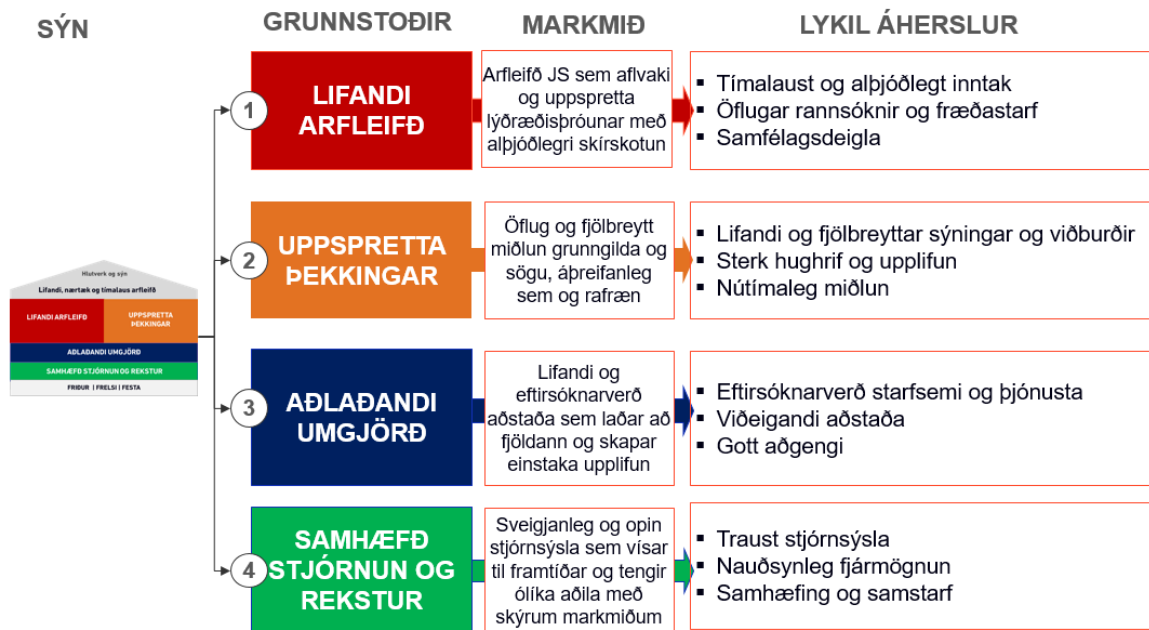 SÝN
GRUNNSTOÐIR
MARKMIÐ
LYKIL ÁHERSLUR
Hlutverk og sýn
Lifandi, nærtæk og tímalaus arfleifð
LIFANDI ARFLEIFÐ
UPPSPRETTA
ÞEKKINGAR
AÐLAÐANDI UMGJÖRÐ
SAMHÆFÐ STJÓRNUN OG REKSTUR
FRIÐUR | FRELSI | FESTA
1
LIFANDI
ARFLEIFÐ
Arfleifð JS sem aflvaki
og uppspretta
lýðræðisþróunar með
alþjóðlegri skírskotun
▪ Tímalaust og alþjóðlegt inntak
▪ Öflugar rannsóknir og fræðastarf
▪ Samfélagsdeigla
2
UPPSPRETTA
ÞEKKINGAR
Öflug og fjölbreytt
miðlun grunngilda og
sögu, áþreifanleg
sem og rafræn
▪ Lifandi og fjölbreyttar sýningar og viðburðir
▪ Sterk hughrif og upplifun
▪ Nútímaleg miðlun
3
AÐLAÐANDI
UMGJÖRÐ
Lifandi og
eftirsóknarverð
aðstaða sem laðar að
fjöldann og skapar
einstaka upplifun
▪ Eftirsóknarverð starfsemi og þjónusta
▪ Viðeigandi aðstaða
▪ Gott aðgengi
4
SAMHÆFÐ
STJÓRNUN OG
REKSTUR
Sveigjanleg og opin
stjórnsýsla sem vísar
til framtíðar og tengir
ólíka aðila með
skýrum markmiðum
▪ Traust stjórnsýsla
▪ Nauðsynleg fjármögnun
▪ Samhæfing og samstarf